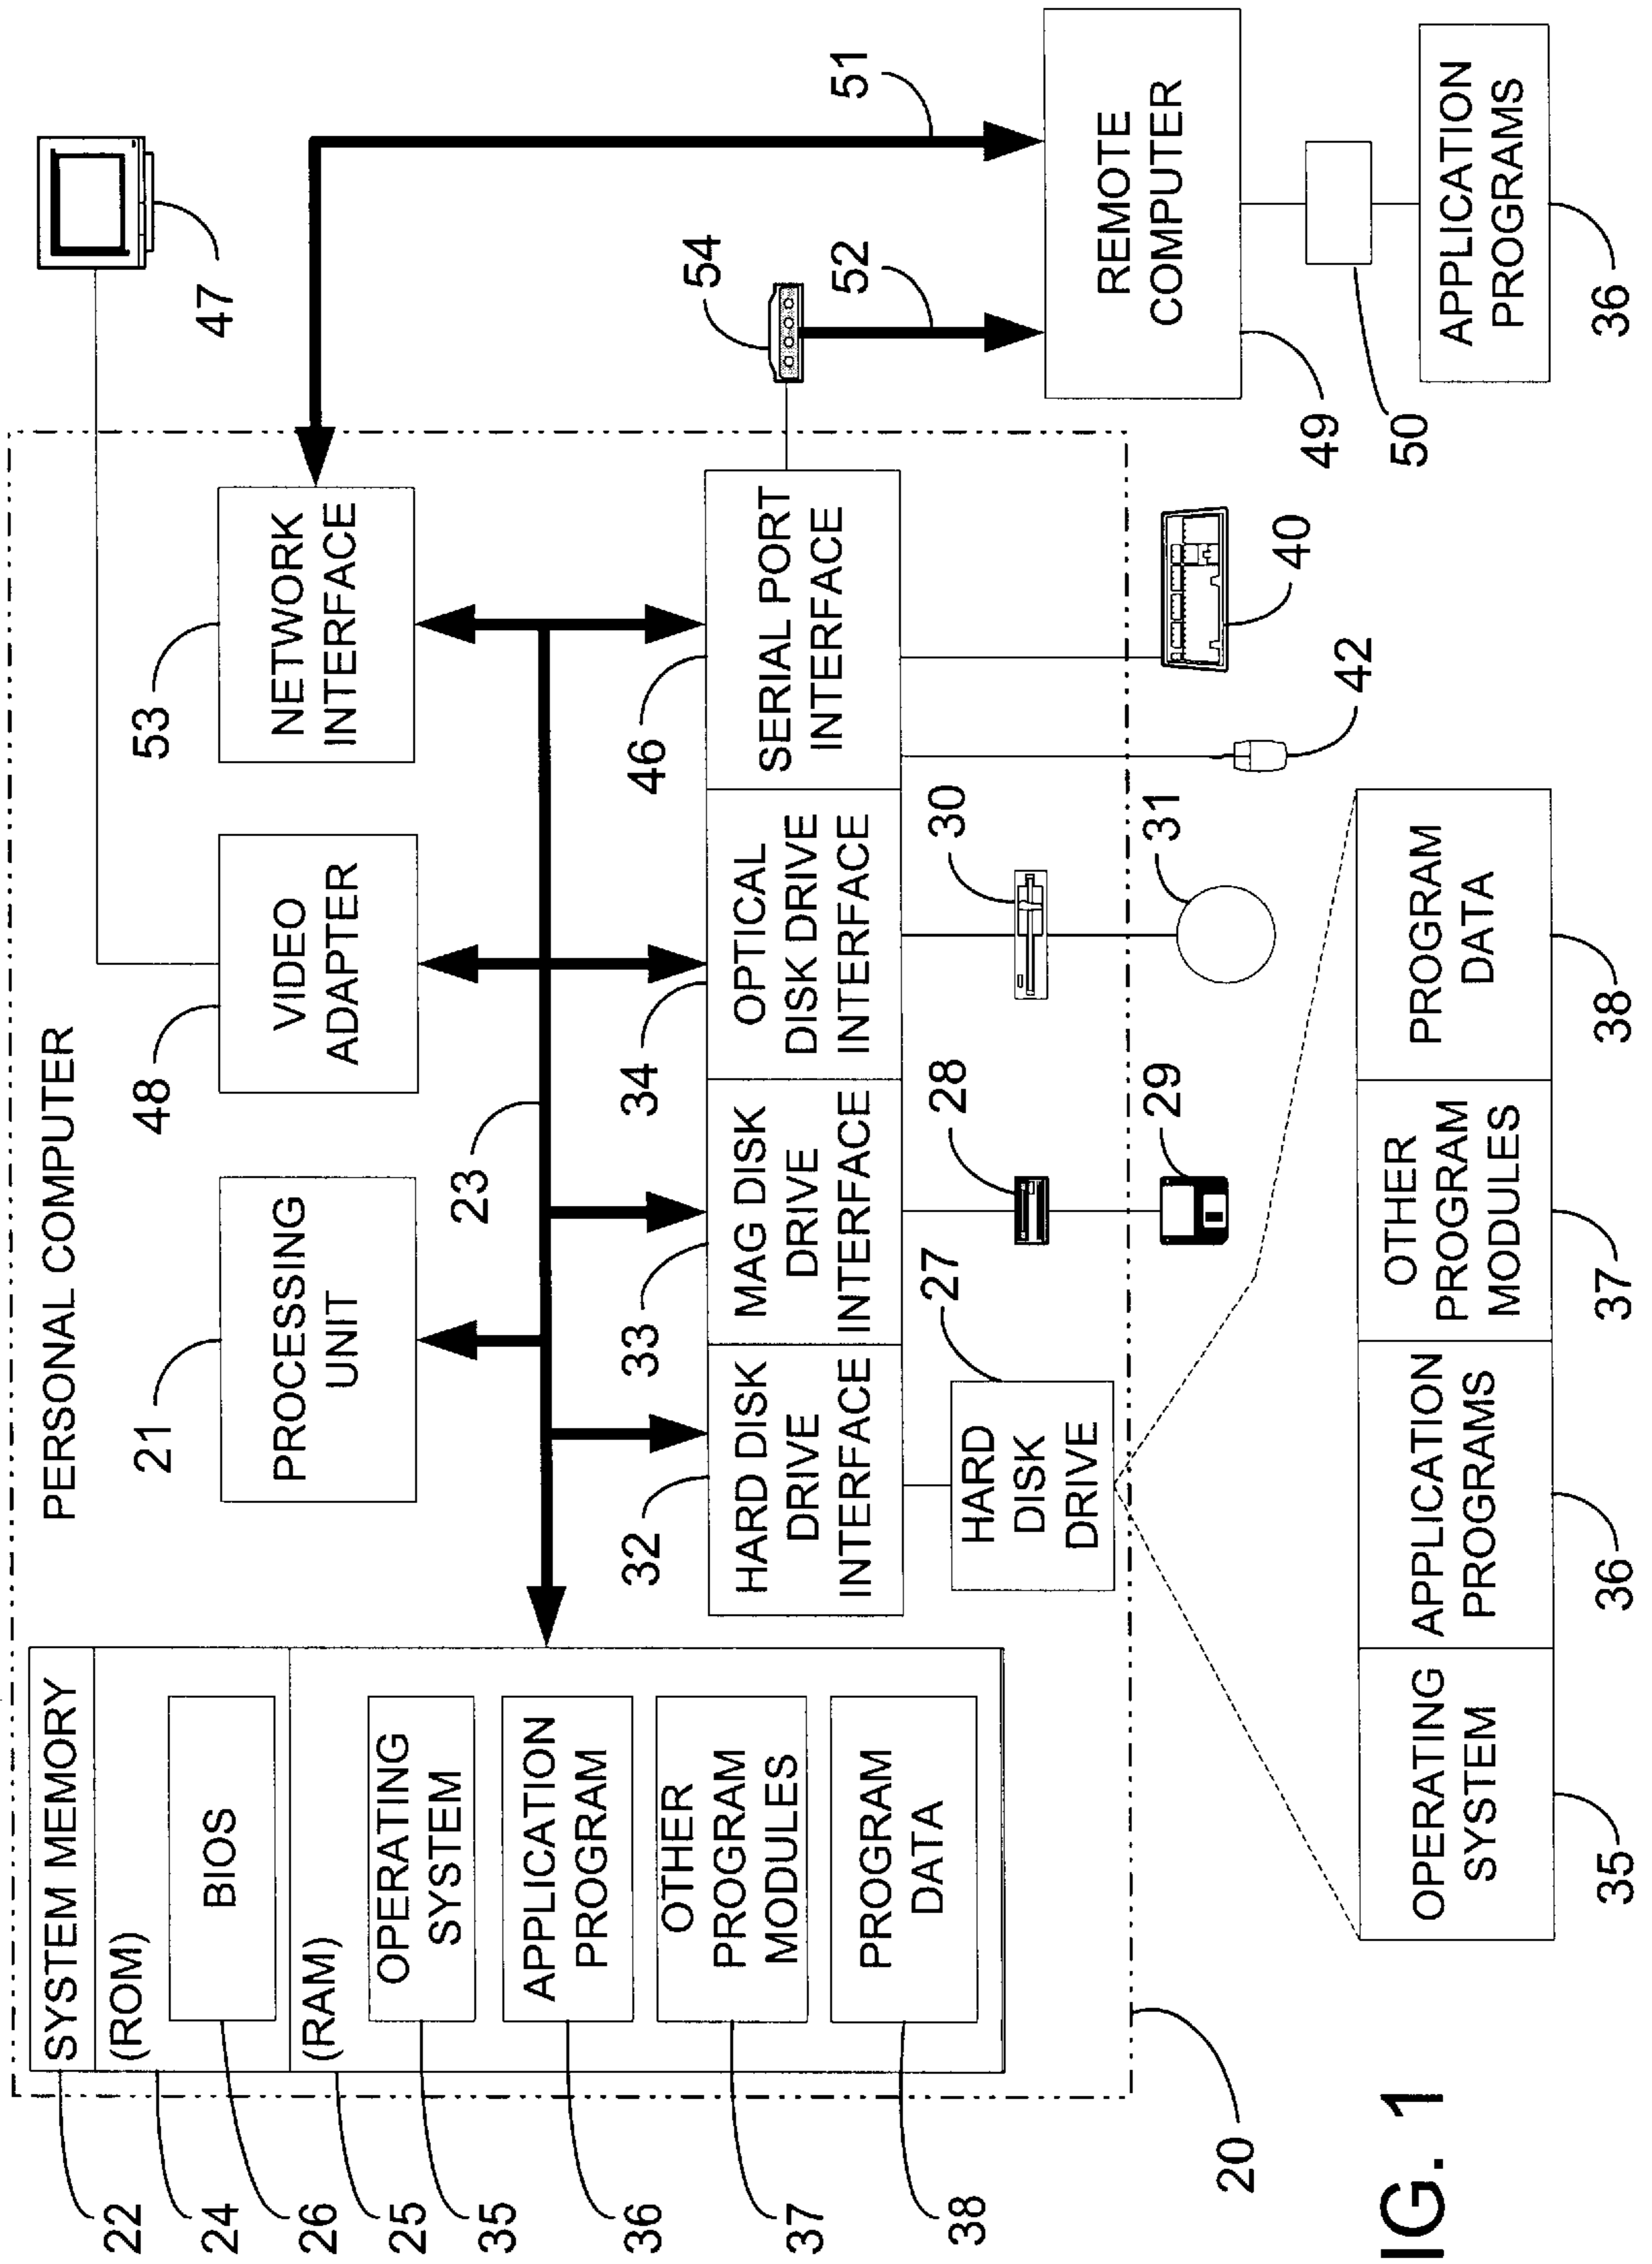 PERSONAL COMPUTER
22
SYSTEM MEMORY
24
(ROM)
26
BIOS
25
(RAM)
35
OPERATING
SYSTEM
36
APPLICATION
PROGRAM
37
OTHER
PROGRAM
MODULES
38
PROGRAM
DATA
21
PROCESSING
UNIT
48
VIDEO
ADAPTER
53
NETWORK
INTERFACE
47
23
32
HARD DISK
DRIVE
INTERFACE
33
MAG DISK
DRIVE
INTERFACE
34
OPTICAL
DISK DRIVE
INTERFACE
46
SERIAL PORT
INTERFACE
54
52
51
HARD
DISK
DRIVE
27
28
29
30
31
42
40
REMOTE
COMPUTER
49
50
APPLICATION
PROGRAMS
36
20
OPERATING
SYSTEM
35
APPLICATION
PROGRAMS
36
OTHER
PROGRAM
MODULES
37
PROGRAM
DATA
38
IG. 1